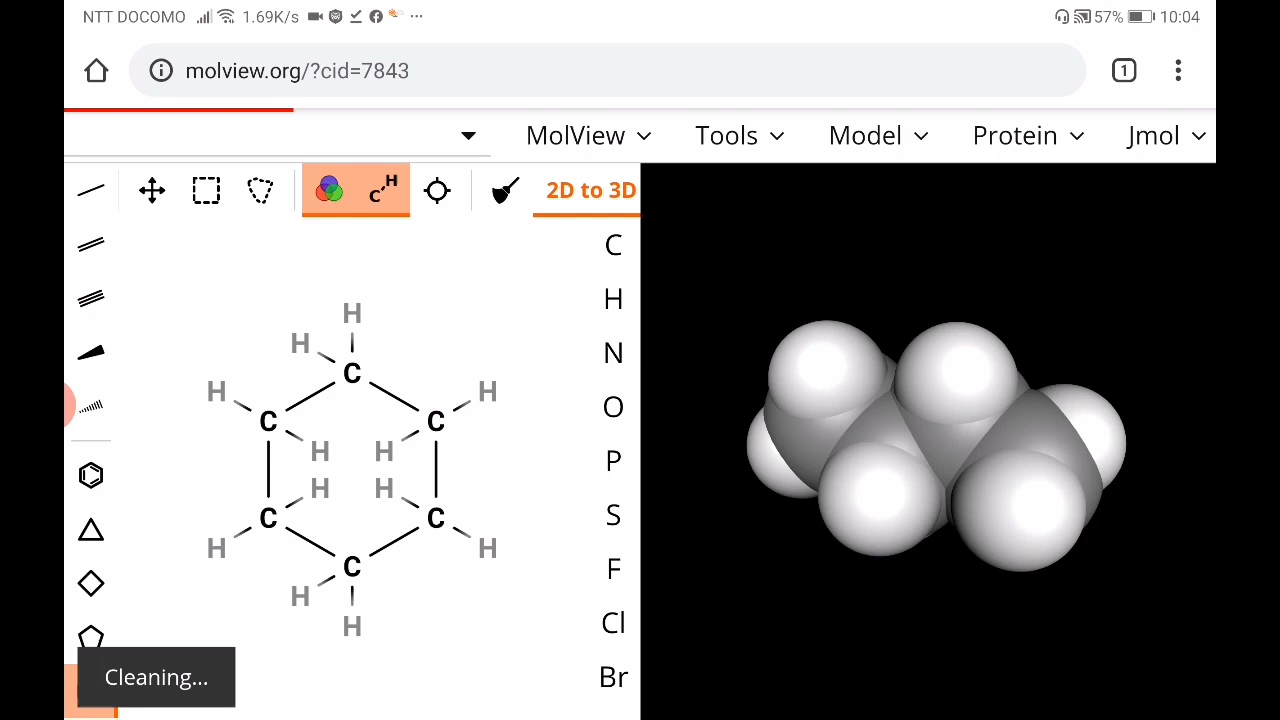 NTT DOCOMO 1.69K/s ... 57% 10:04
molview.org/?cid=7843 1
MolView Tools Model Protein Jmol
C H 2D to 3D
C
H
N
O
P
S
F
Cl
Br
H
H C
H C C H
H H
H H
H C C H
H C
H
Cleaning...